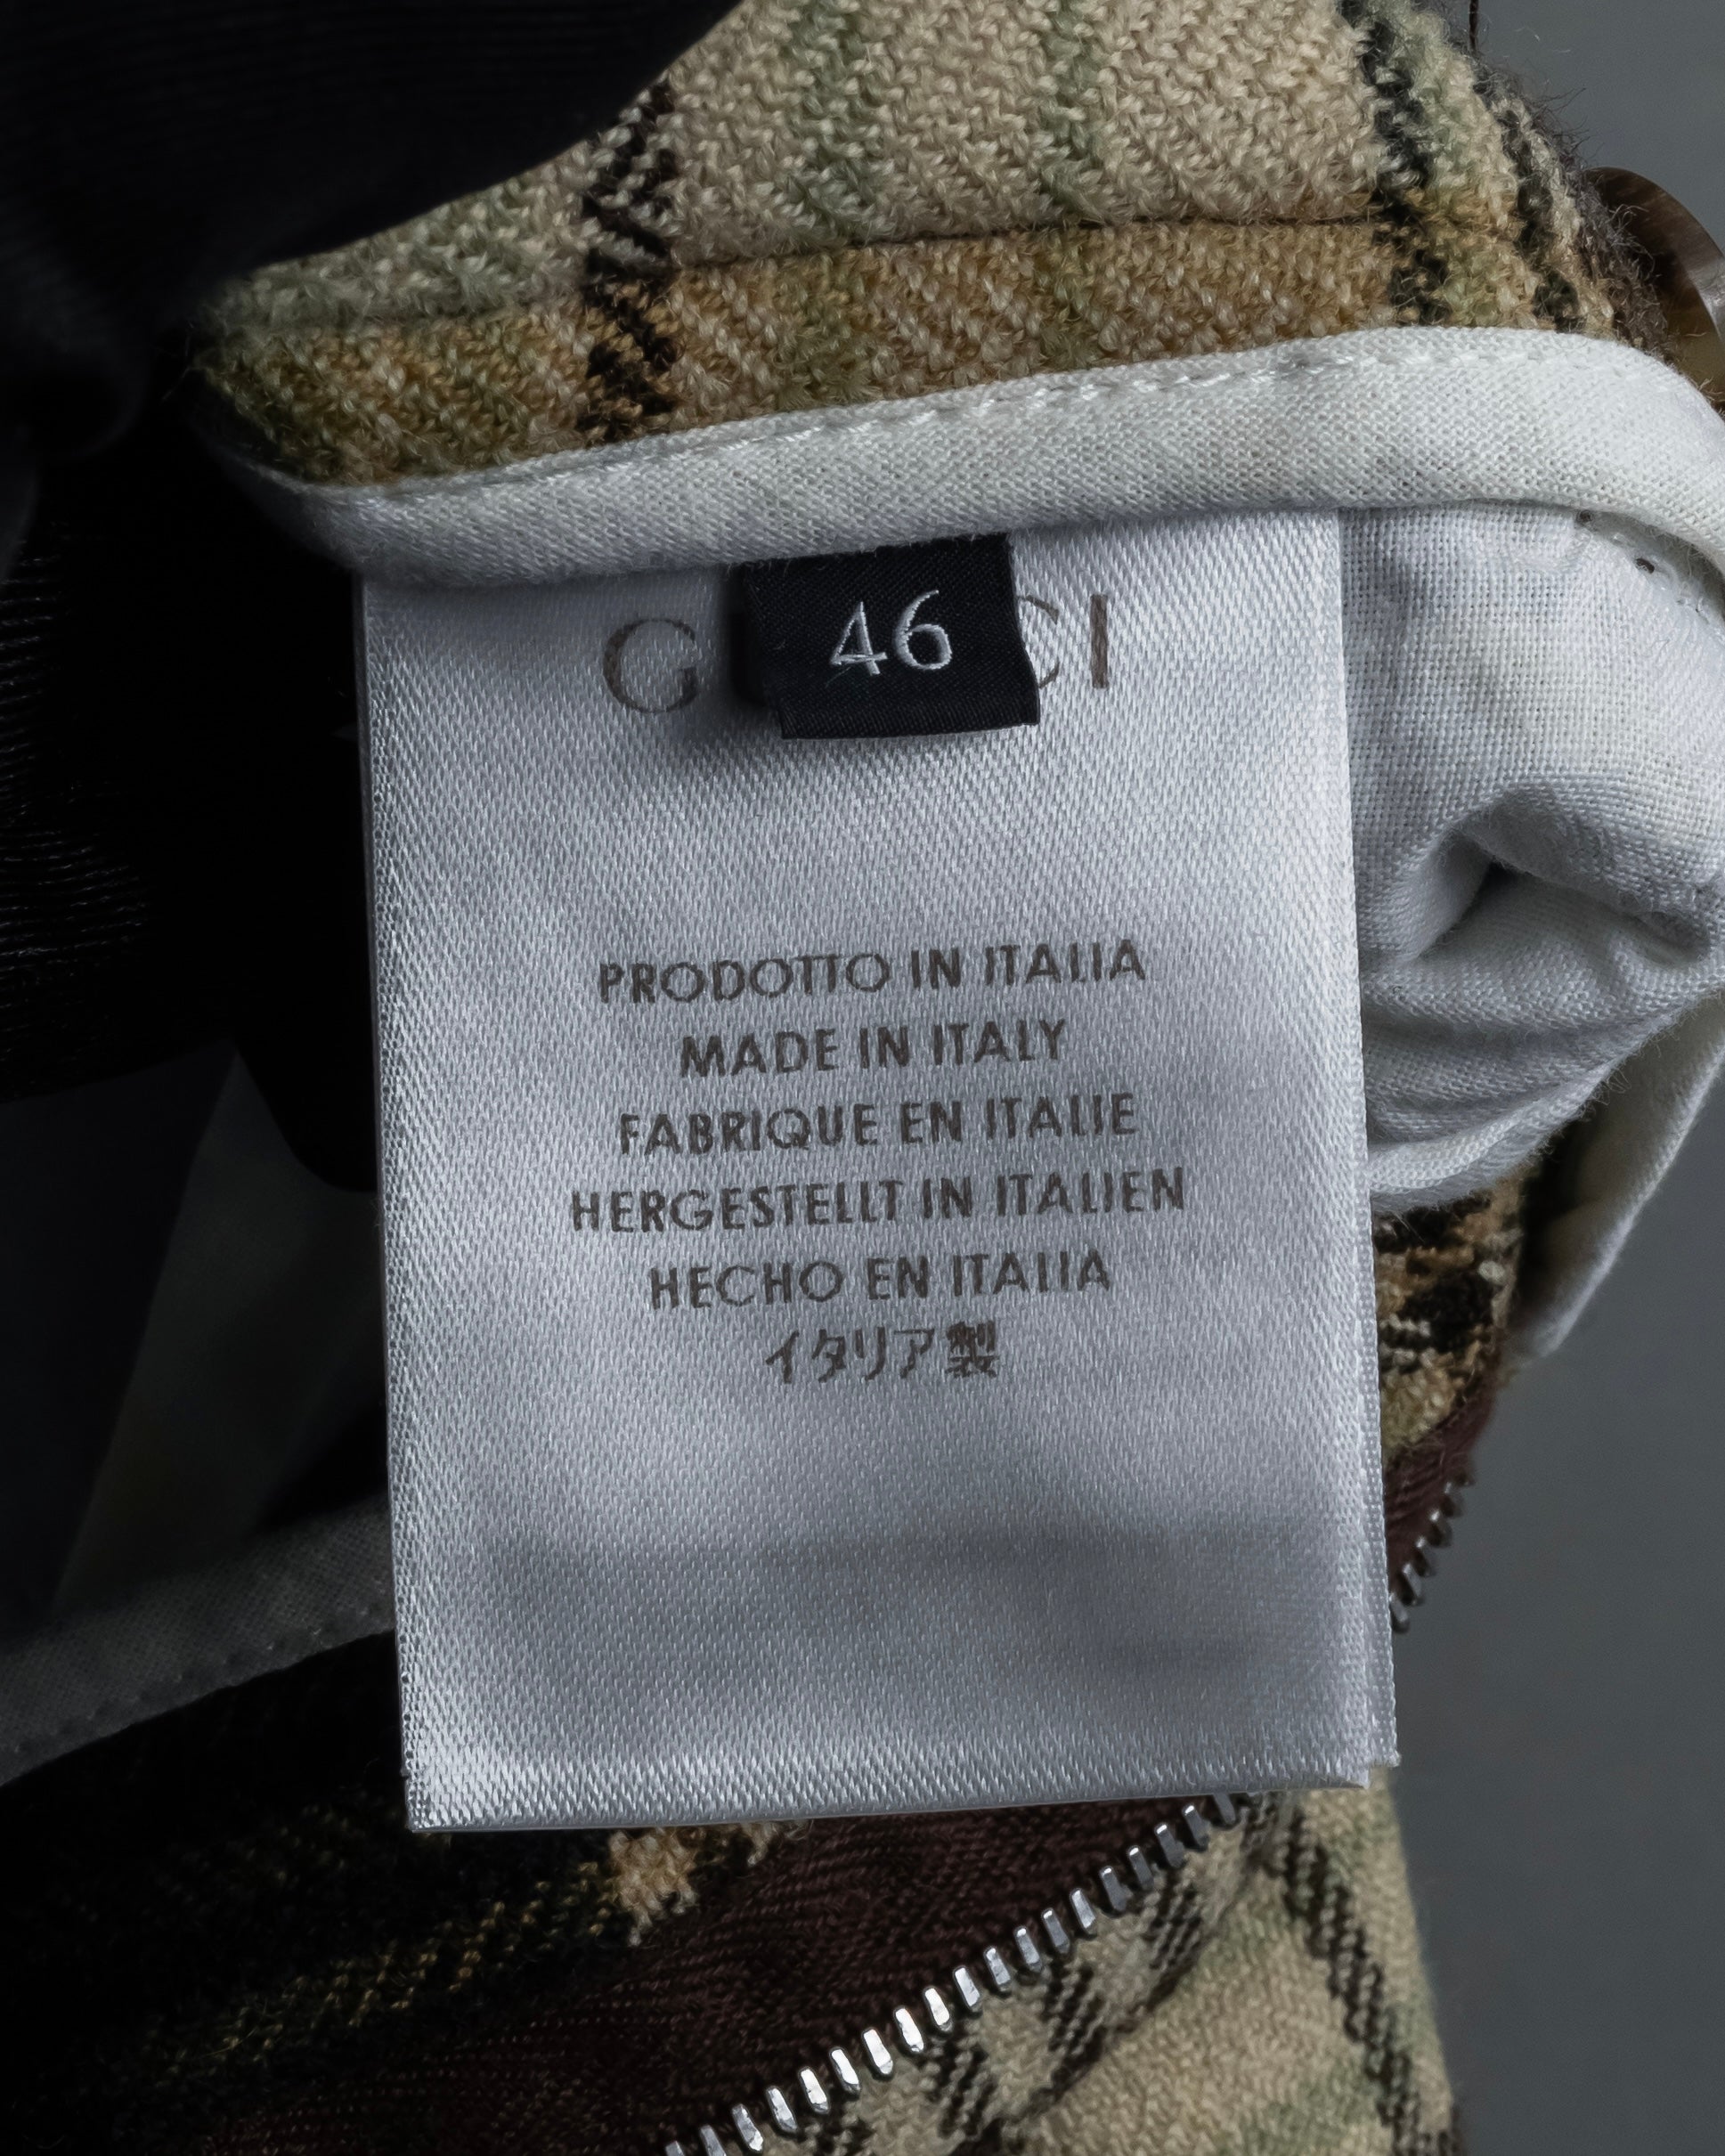 G CI
46
PRODOTTO IN ITALIA
MADE IN ITALY
FABRIQUE EN ITALIE
HERGESTELLT IN ITALIEN
HECHO EN ITALIA
イタリア製